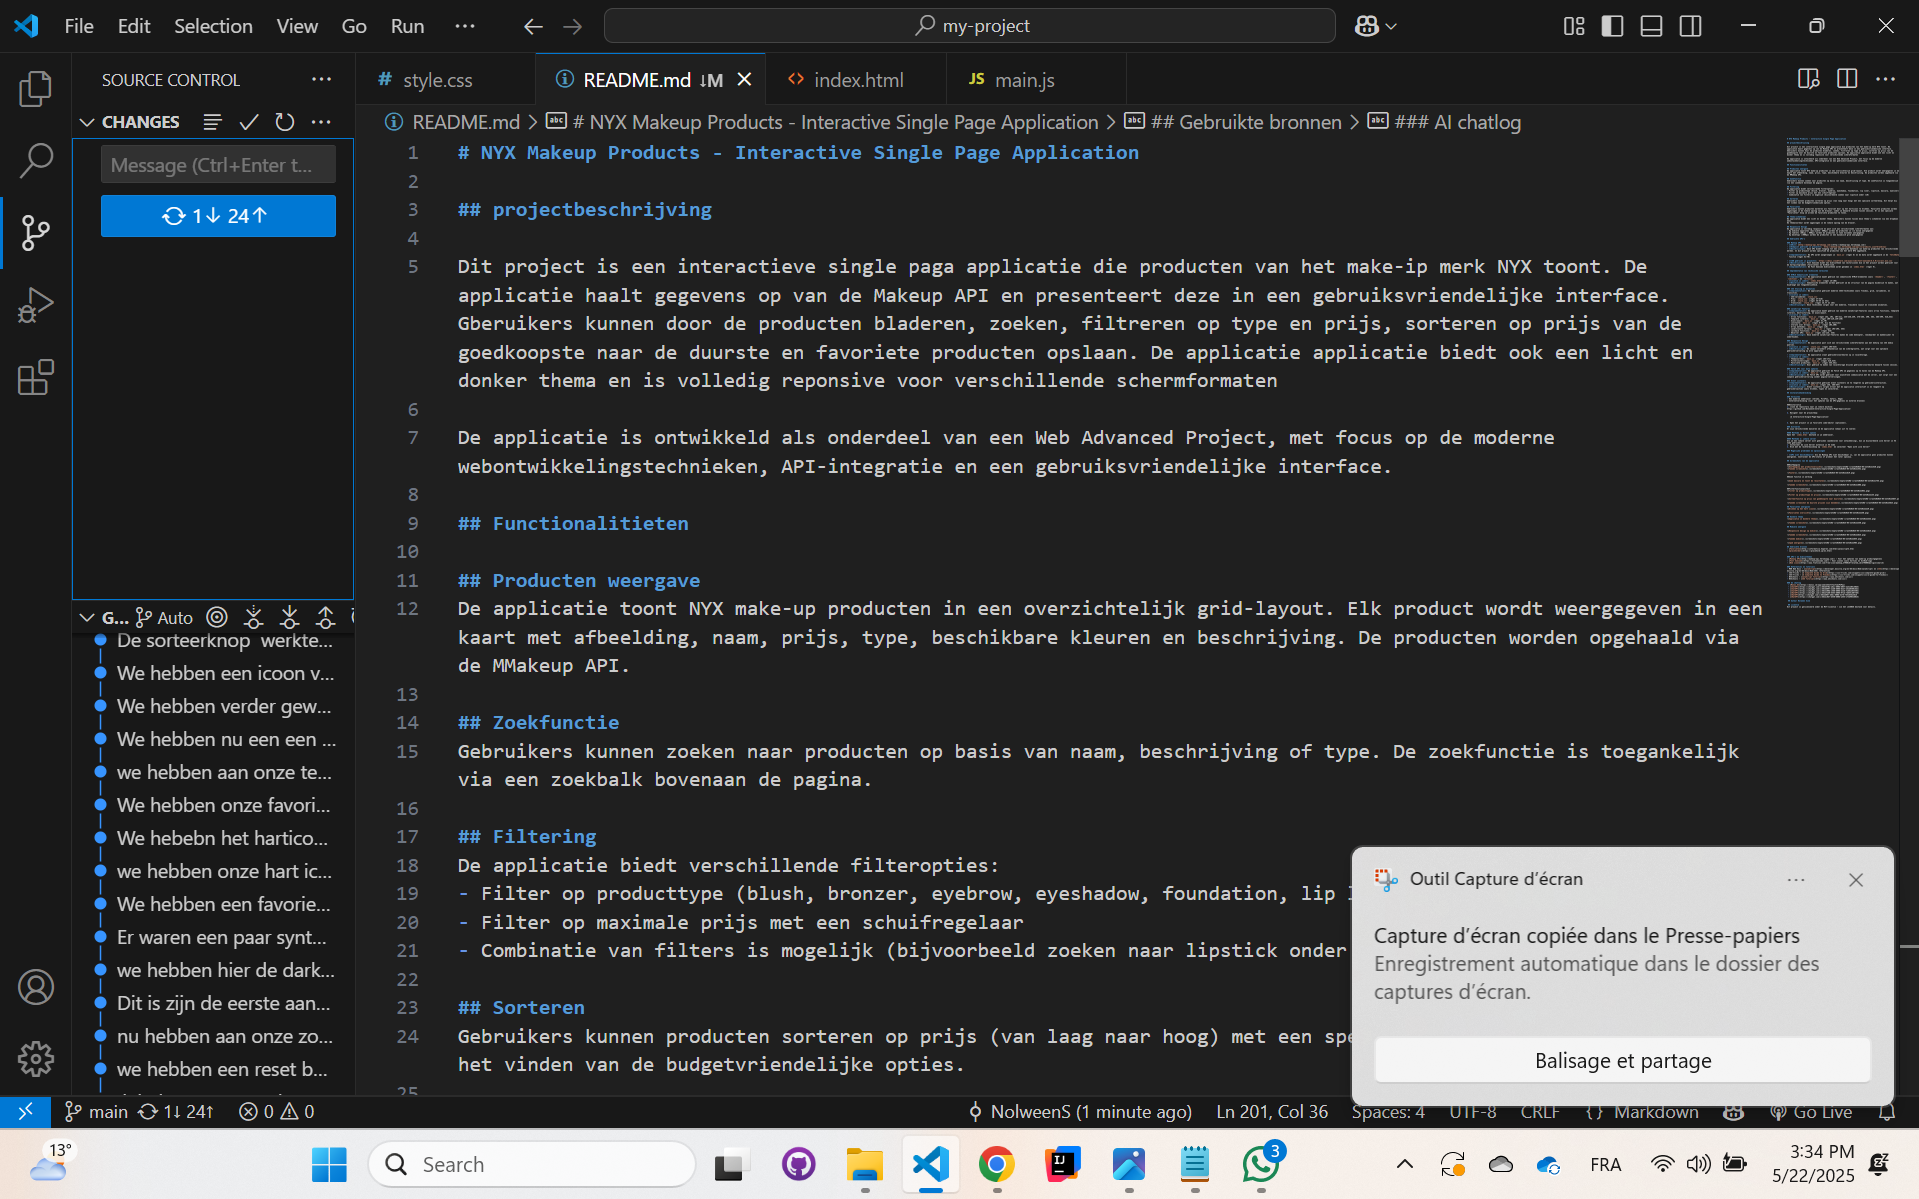 File Edit Selection View Go Run ··· my-project
SOURCE CONTROL ···
CHANGES ···
Message (Ctrl+Enter t...
1↓ 24↑
G... Auto
De sorteerknop werkte...
We hebben een icoon v...
We hebben verder gew...
We hebben nu een een ...
we hebben aan onze te...
We hebben onze favori...
We hebebn het hartico...
we hebben onze hart ic...
We hebben een favorie...
Er waren een paar synt...
we hebben hier de dark...
Dit is zijn de eerste aan...
nu hebben aan onze zo...
we hebben een reset b...
# style.css README.md ↓M index.html JS main.js ···
README.md > # NYX Makeup Products - Interactive Single Page Application > ## Gebruikte bronnen > ### AI chatlog
1 # NYX Makeup Products - Interactive Single Page Application
2
3 ## projectbeschrijving
4
5 Dit project is een interactieve single paga applicatie die producten van het make-ip merk NYX toont. De
applicatie haalt gegevens op van de Makeup API en presenteert deze in een gebruiksvriendelijke interface.
Gberuikers kunnen door de producten bladeren, zoeken, filtreren op type en prijs, sorteren op prijs van de
goedkoopste naar de duurste en favoriete producten opslaan. De applicatie applicatie biedt ook een licht en
donker thema en is volledig reponsive voor verschillende schermformaten
6
7 De applicatie is ontwikkeld als onderdeel van een Web Advanced Project, met focus op de moderne
webontwikkelingstechnieken, API-integratie en een gebruiksvriendelijke interface.
8
9 ## Functionalitieten
10
11 ## Producten weergave
12 De applicatie toont NYX make-up producten in een overzichtelijk grid-layout. Elk product wordt weergegeven in een
kaart met afbeelding, naam, prijs, type, beschikbare kleuren en beschrijving. De producten worden opgehaald via
de MMakeup API.
13
14 ## Zoekfunctie
15 Gebruikers kunnen zoeken naar producten op basis van naam, beschrijving of type. De zoekfunctie is toegankelijk
via een zoekbalk bovenaan de pagina.
16
17 ## Filtering
18 De applicatie biedt verschillende filteropties:
19 - Filter op producttype (blush, bronzer, eyebrow, eyeshadow, foundation, lip
20 - Filter op maximale prijs met een schuifregelaar
21 - Combinatie van filters is mogelijk (bijvoorbeeld zoeken naar lipstick onder
22
23 ## Sorteren
24 Gebruikers kunnen producten sorteren op prijs (van laag naar hoog) met een spe
het vinden van de budgetvriendelijke opties.
25
Outil Capture d'écran ···
Capture d'écran copiée dans le Presse-papiers
Enregistrement automatique dans le dossier des
captures d'écran.
Balisage et partage
main 1↓ 24↑ 0 0 NolweenS (1 minute ago) Ln 201, Col 36 Spaces: 4 UTF-8 CRLF {} Markdown Go Live
13° Search 3 FRA 3:34 PM
5/22/2025